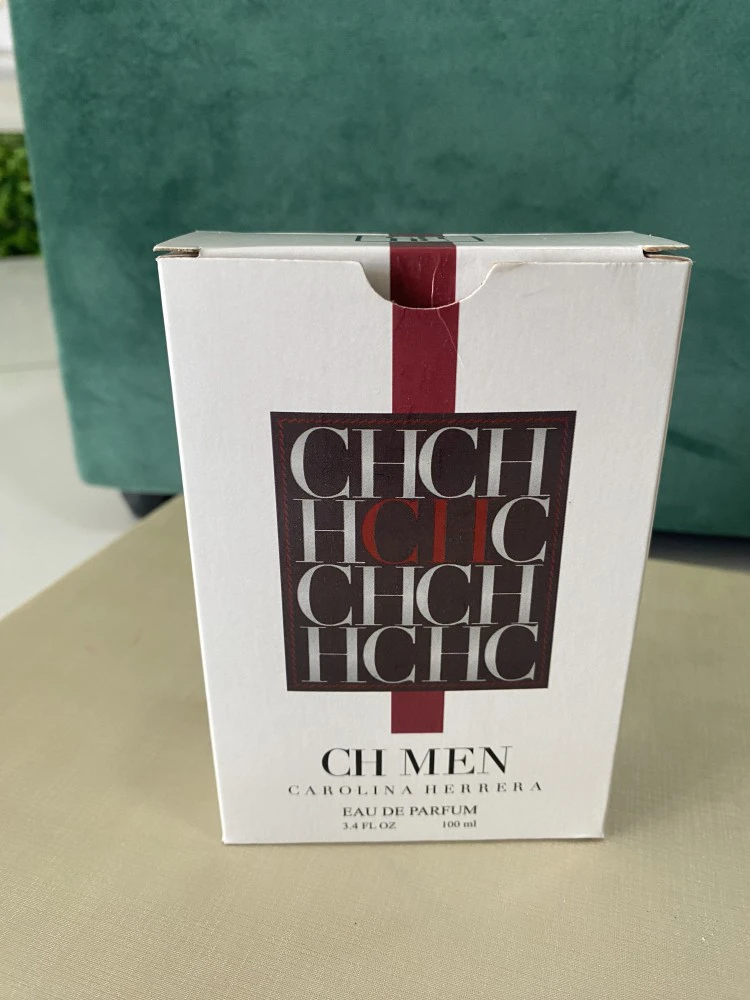 CHCH
HCHC
CHCH
HCHC
CH MEN
CAROLINA HERRERA
EAU DE PARFUM
3.4 FL OZ 100 ml